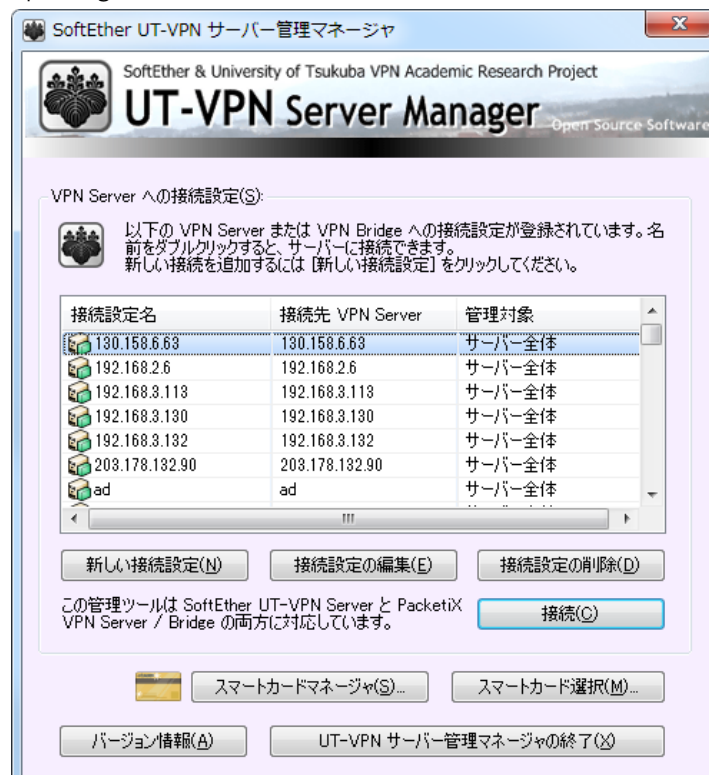 SoftEther UT-VPN サーバー管理マネージャ
SoftEther & University of Tsukuba VPN Academic Research Project
UT-VPN Server Manager
Open Source Software
VPN Server への接続設定(S):
以下の VPN Server または VPN Bridge への接続設定が登録されています。名
前をダブルクリックすると、サーバーに接続できます。
新しい接続を追加するには [新しい接続設定] をクリックしてください。
接続設定名 接続先 VPN Server 管理対象
130.158.6.63 130.158.6.63 サーバー全体
192.168.2.6 192.168.2.6 サーバー全体
192.168.3.113 192.168.3.113 サーバー全体
192.168.3.130 192.168.3.130 サーバー全体
192.168.3.132 192.168.3.132 サーバー全体
203.178.132.90 203.178.132.90 サーバー全体
ad ad サーバー全体
新しい接続設定(N) 接続設定の編集(E) 接続設定の削除(D)
この管理ツールは SoftEther UT-VPN Server と PacketiX
VPN Server / Bridge の両方に対応しています。
接続(C)
スマートカードマネージャ(S)... スマートカード選択(M)...
バージョン情報(A) UT-VPN サーバー管理マネージャの終了(X)